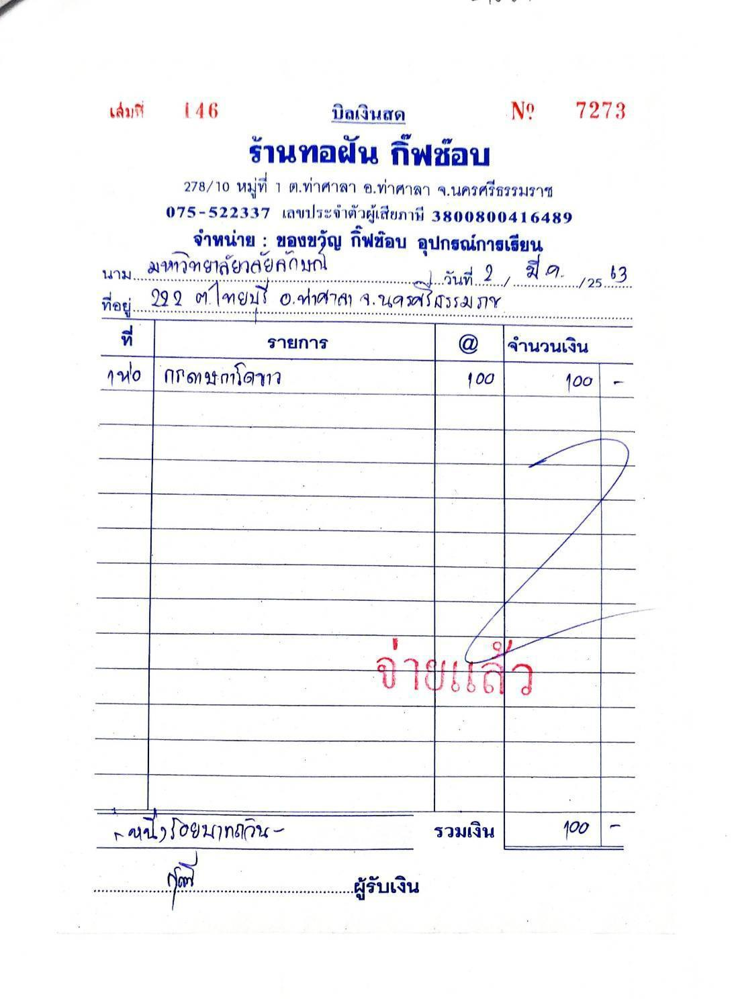 เล่มที่ 146 บิลเงินสด Nº 7273
ร้านทอฝัน กิ๊ฟช๊อบ
278/10 หมู่ที่ 1 ต.ท่าศาลา อ.ท่าศาลา จ.นครศรีธรรมราช
075-522337 เลขประจำตัวผู้เสียภาษี 3800800416489
จำหน่าย : ของขวัญ กิ๊ฟช๊อบ อุปกรณ์การเรียน
นาม มหาวิทยาลัยวลัยลักษณ์ วันที่ 2 / มี.ค. /2563
ที่อยู่ 222 ต.ไทยบุรี อ.ท่าศาลา จ.นครศรีธรรมราช
ที่ รายการ @ จำนวนเงิน
1 ห่อ กระดาษการ์ดขาว 100 100 -
จ่ายแล้ว
- หนึ่งร้อยบาทถ้วน - รวมเงิน 100 -
ผู้รับเงิน